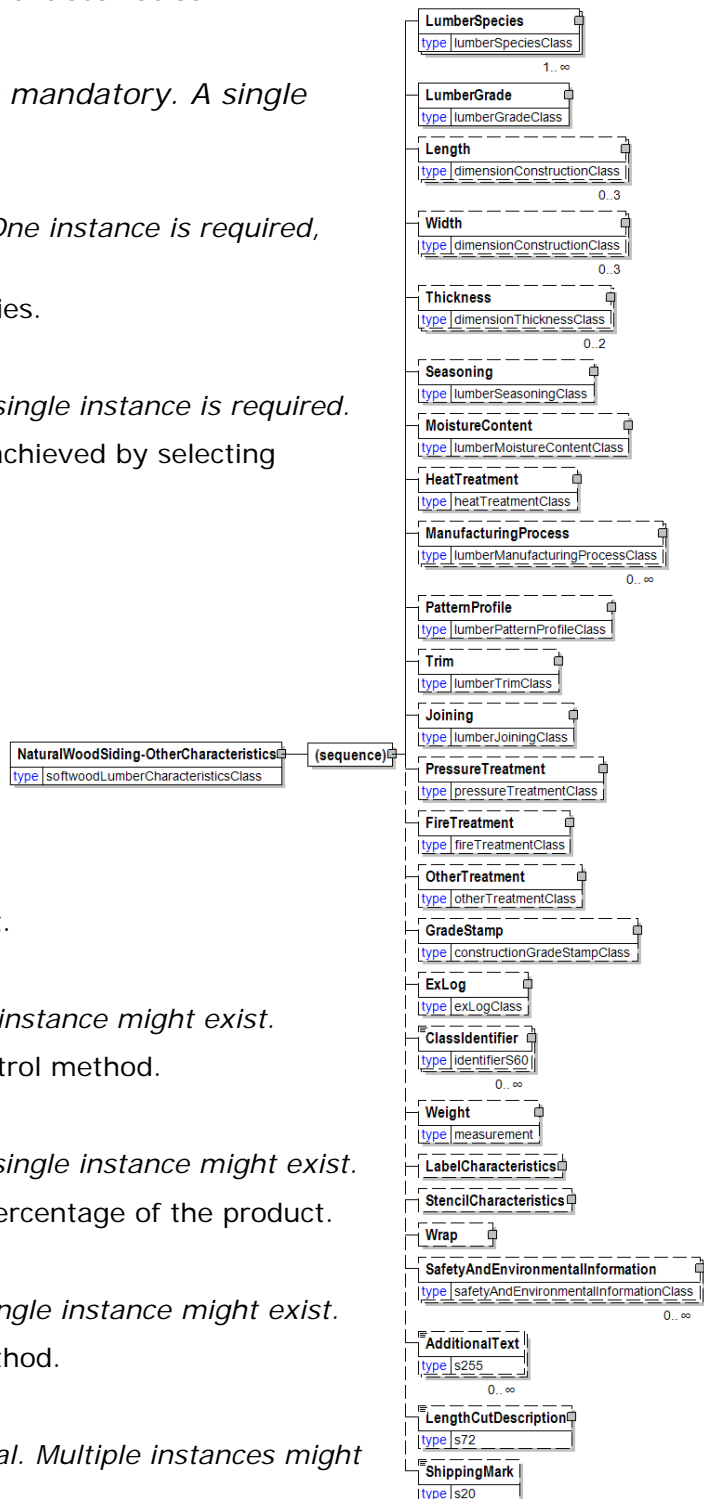 mandatory. A single
One instance is required,
ies.
single instance is required.
achieved by selecting
instance might exist.
trol method.
single instance might exist.
ercentage of the product.
ngle instance might exist.
thod.
al. Multiple instances might
NaturalWoodSiding-OtherCharacteristics
type softwoodLumberCharacteristicsClass
(sequence)
LumberSpecies
type lumberSpeciesClass
1..∞
LumberGrade
type lumberGradeClass
Length
type dimensionConstructionClass
0..3
Width
type dimensionConstructionClass
0..3
Thickness
type dimensionThicknessClass
0..2
Seasoning
type lumberSeasoningClass
MoistureContent
type lumberMoistureContentClass
HeatTreatment
type heatTreatmentClass
ManufacturingProcess
type lumberManufacturingProcessClass
0..∞
PatternProfile
type lumberPatternProfileClass
Trim
type lumberTrimClass
Joining
type lumberJoiningClass
PressureTreatment
type pressureTreatmentClass
FireTreatment
type fireTreatmentClass
OtherTreatment
type otherTreatmentClass
GradeStamp
type constructionGradeStampClass
ExLog
type exLogClass
ClassIdentifier
type identifierS60
0..∞
Weight
type measurement
LabelCharacteristics
StencilCharacteristics
Wrap
SafetyAndEnvironmentalInformation
type safetyAndEnvironmentalInformationClass
0..∞
AdditionalText
type s255
0..∞
LengthCutDescription
type s72
ShippingMark
type s20